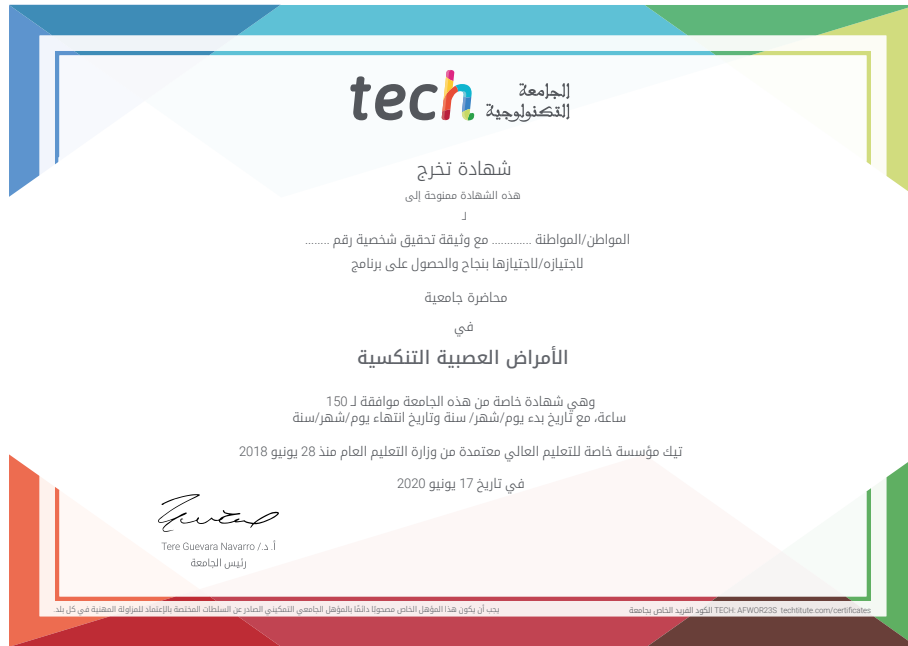 tech الجامعة
التكنولوجية
شهادة تخرج
هذه الشهادة ممنوحة إلى
لـ
المواطن/المواطنة ............. مع وثيقة تحقيق شخصية رقم ........
لاجتيازه/لاجتيازها بنجاح والحصول على برنامج
محاضرة جامعية
في
الأمراض العصبية التنكسية
وهي شهادة خاصة من هذه الجامعة موافقة لـ 150
ساعة، مع تاريخ بدء يوم/شهر/ سنة وتاريخ انتهاء يوم/شهر/سنة
تيك مؤسسة خاصة للتعليم العالي معتمدة من وزارة التعليم العام منذ 28 يونيو 2018
في تاريخ 17 يونيو 2020
أ. د./ Tere Guevara Navarro
رئيس الجامعة
يجب أن يكون هذا المؤهل الخاص مصحوبًا دائمًا بالمؤهل الجامعي التمكيني الصادر عن السلطات المختصة بالإعتماد للمزاولة المهنية في كل بلد.
الكود الفريد الخاص بجامعة TECH: AFWOR23S techtitute.com/certificates